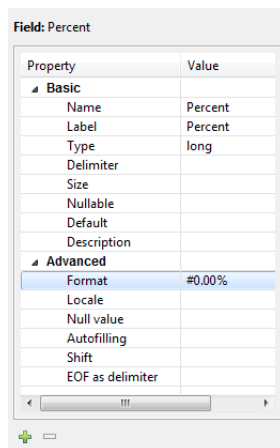 Field: Percent
Property Value
Basic
Name Percent
Label Percent
Type long
Delimiter
Size
Nullable
Default
Description
Advanced
Format #0.00%
Locale
Null value
Autofilling
Shift
EOF as delimiter